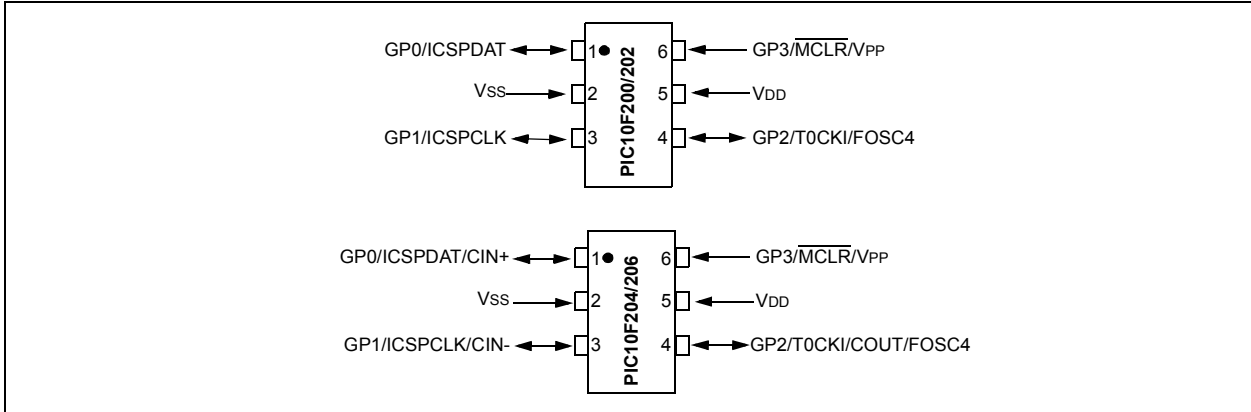 GP0/ICSPDAT 1 6 GP3/MCLR/VPP
VSS 2 5 VDD
GP1/ICSPCLK 3 4 GP2/T0CKI/FOSC4
PIC10F200/202
GP0/ICSPDAT/CIN+ 1 6 GP3/MCLR/VPP
VSS 2 5 VDD
GP1/ICSPCLK/CIN- 3 4 GP2/T0CKI/COUT/FOSC4
PIC10F204/206